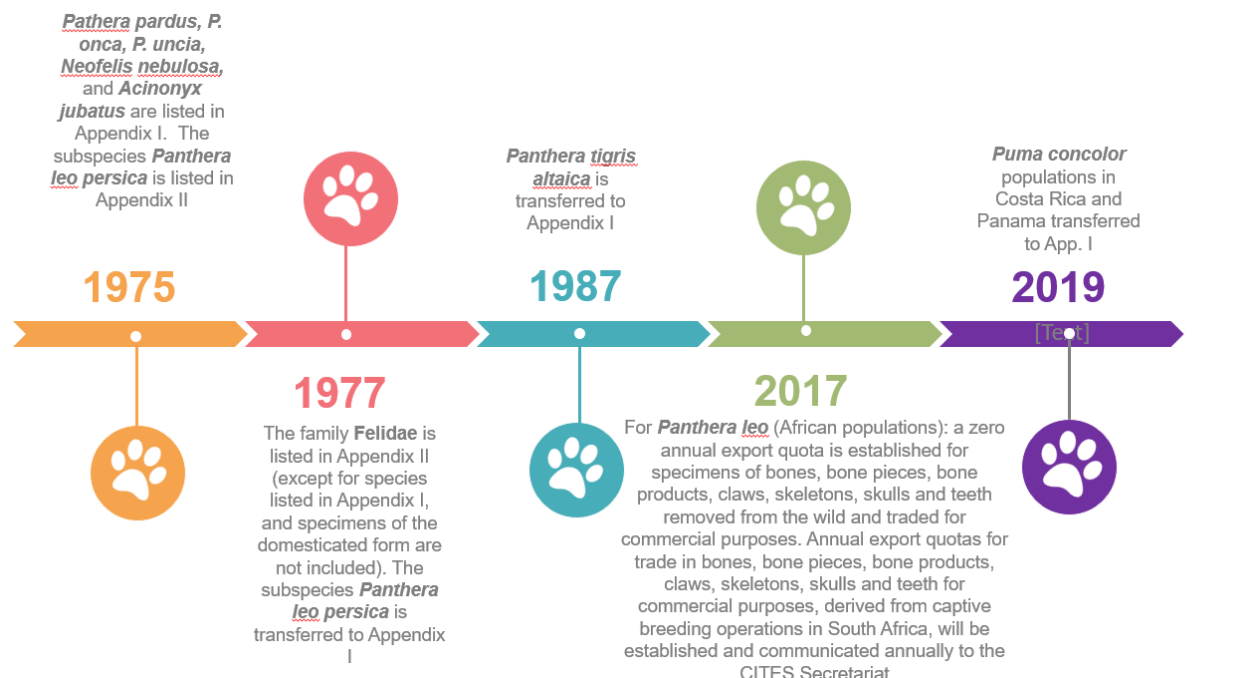 Pathera pardus, P.
onca, P. uncia,
Neofelis nebulosa,
and Acinonyx
jubatus are listed in
Appendix I.  The
subspecies Panthera
leo persica is listed in
Appendix II
1975
1977
The family Felidae is
listed in Appendix II
(except for species
listed in Appendix I,
and specimens of the
domesticated form are
not included). The
subspecies Panthera
leo persica is
transferred to Appendix
I
Panthera tigris
altaica is
transferred to
Appendix I
1987
2017
For Panthera leo (African populations): a zero
annual export quota is established for
specimens of bones, bone pieces, bone
products, claws, skeletons, skulls and teeth
removed from the wild and traded for
commercial purposes. Annual export quotas for
trade in bones, bone pieces, bone products,
claws, skeletons, skulls and teeth for
commercial purposes, derived from captive
breeding operations in South Africa, will be
established and communicated annually to the
CITES Secretariat
Puma concolor
populations in
Costa Rica and
Panama transferred
to App. I
2019
[Text]